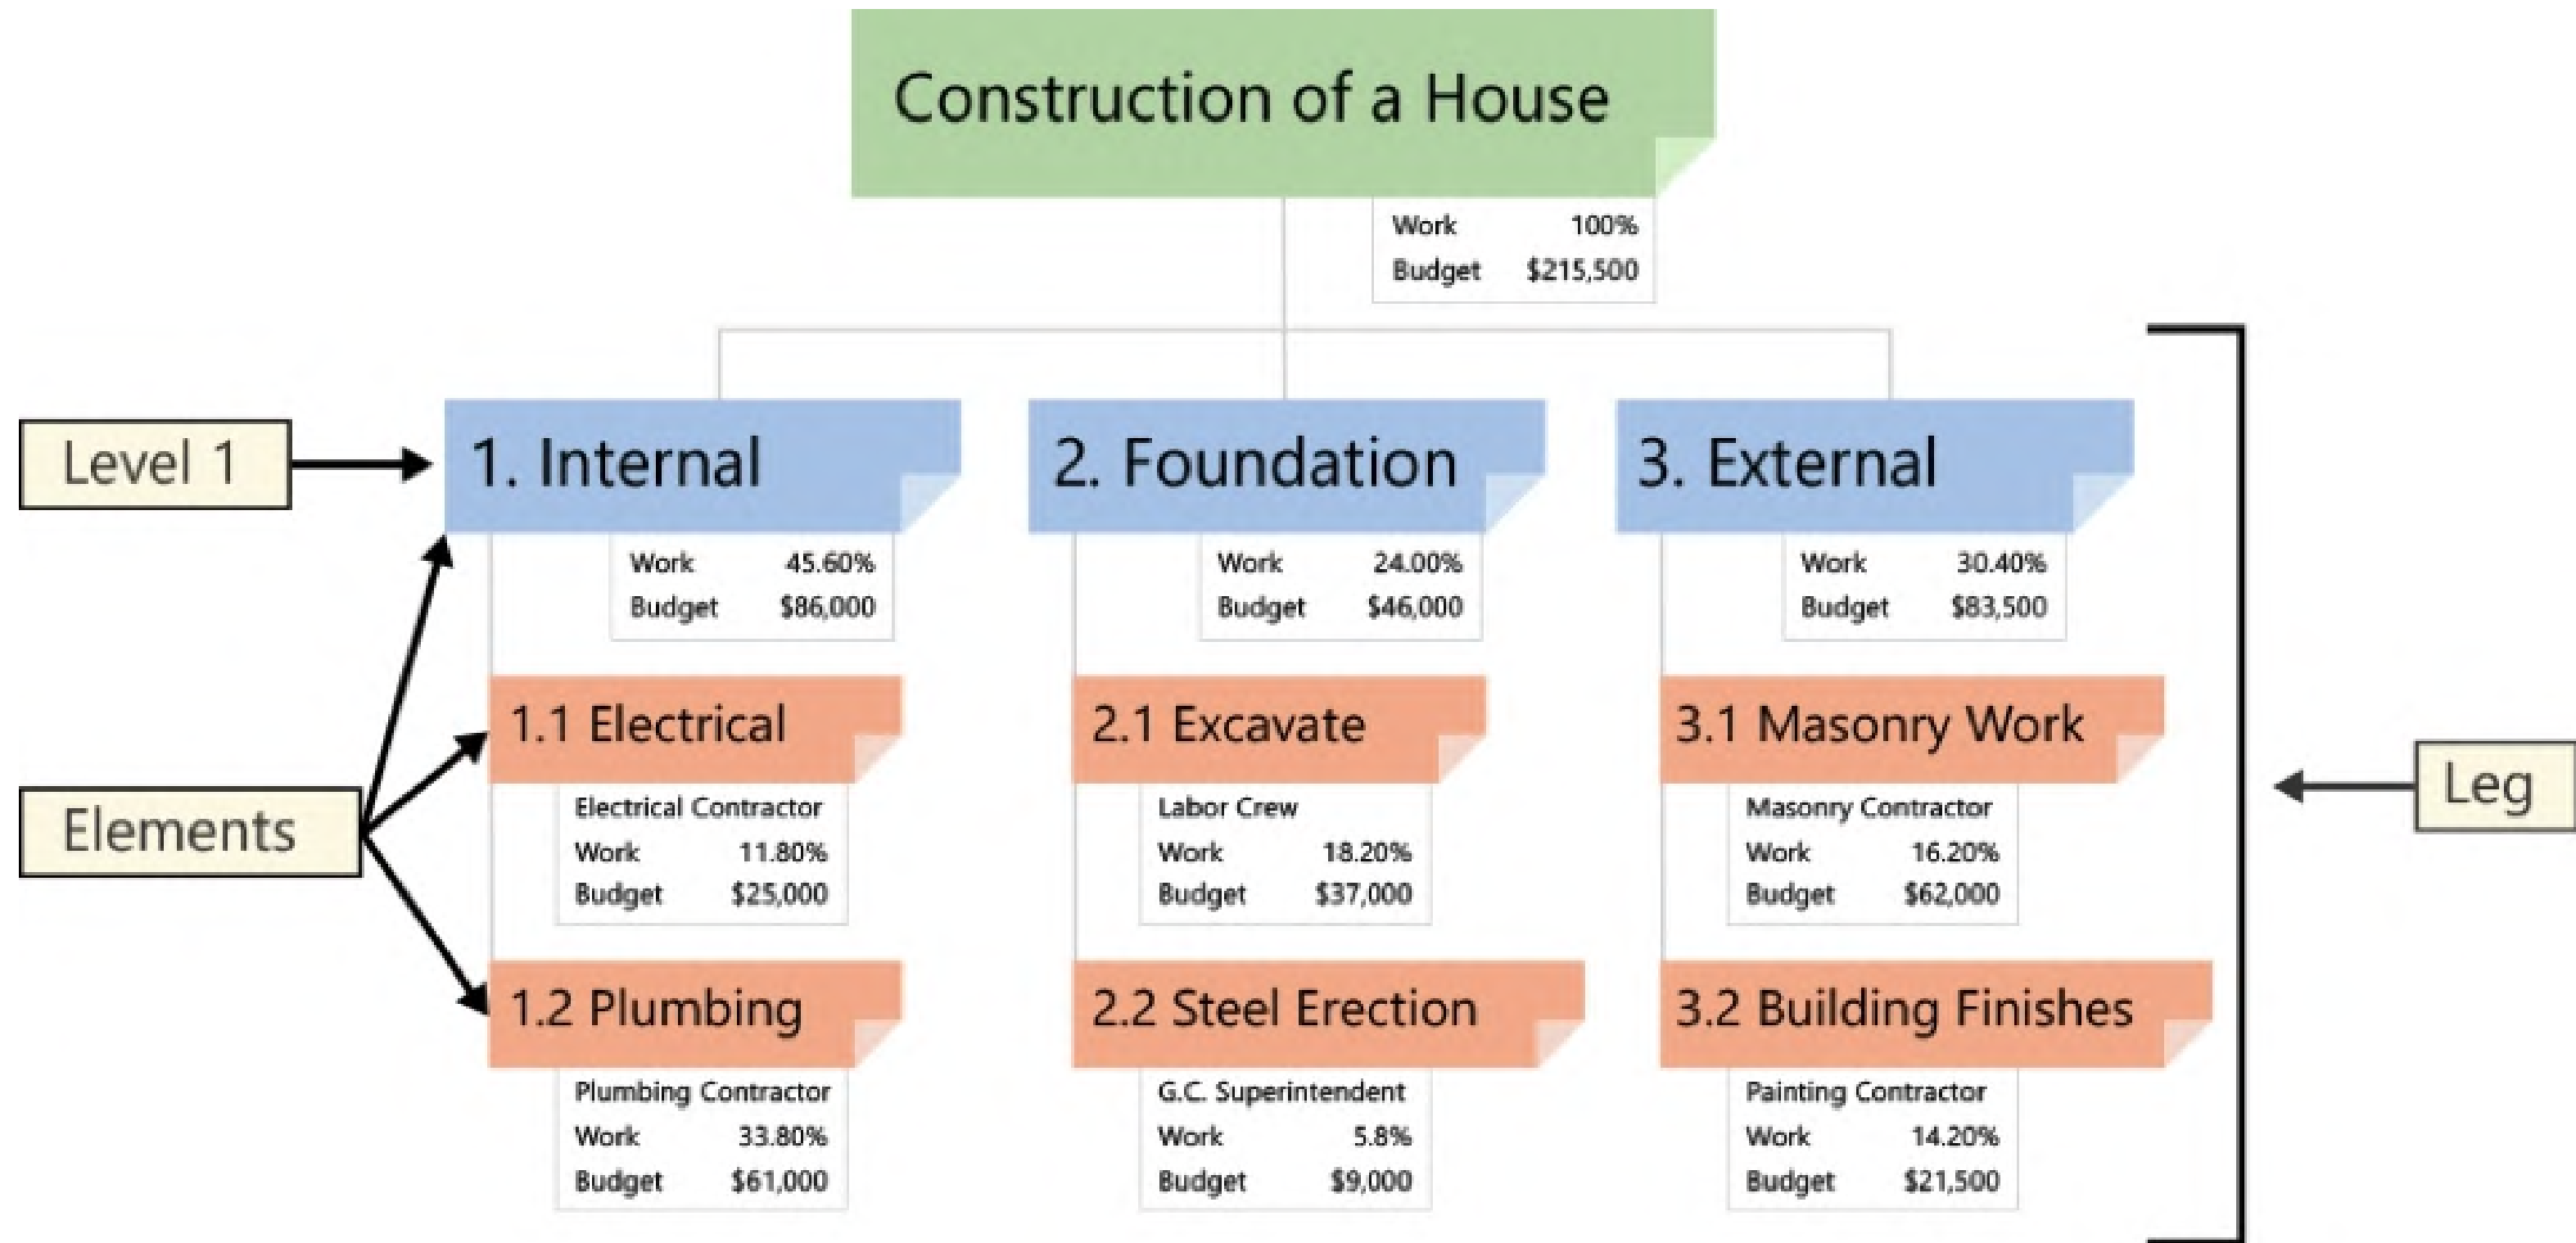 Construction of a House
Work 100%
Budget $215,500
Level 1
1. Internal
Work 45.60%
Budget $86,000
2. Foundation
Work 24.00%
Budget $46,000
3. External
Work 30.40%
Budget $83,500
Elements
1.1 Electrical
Electrical Contractor
Work 11.80%
Budget $25,000
1.2 Plumbing
Plumbing Contractor
Work 33.80%
Budget $61,000
2.1 Excavate
Labor Crew
Work 18.20%
Budget $37,000
2.2 Steel Erection
G.C. Superintendent
Work 5.8%
Budget $9,000
3.1 Masonry Work
Masonry Contractor
Work 16.20%
Budget $62,000
3.2 Building Finishes
Painting Contractor
Work 14.20%
Budget $21,500
Leg